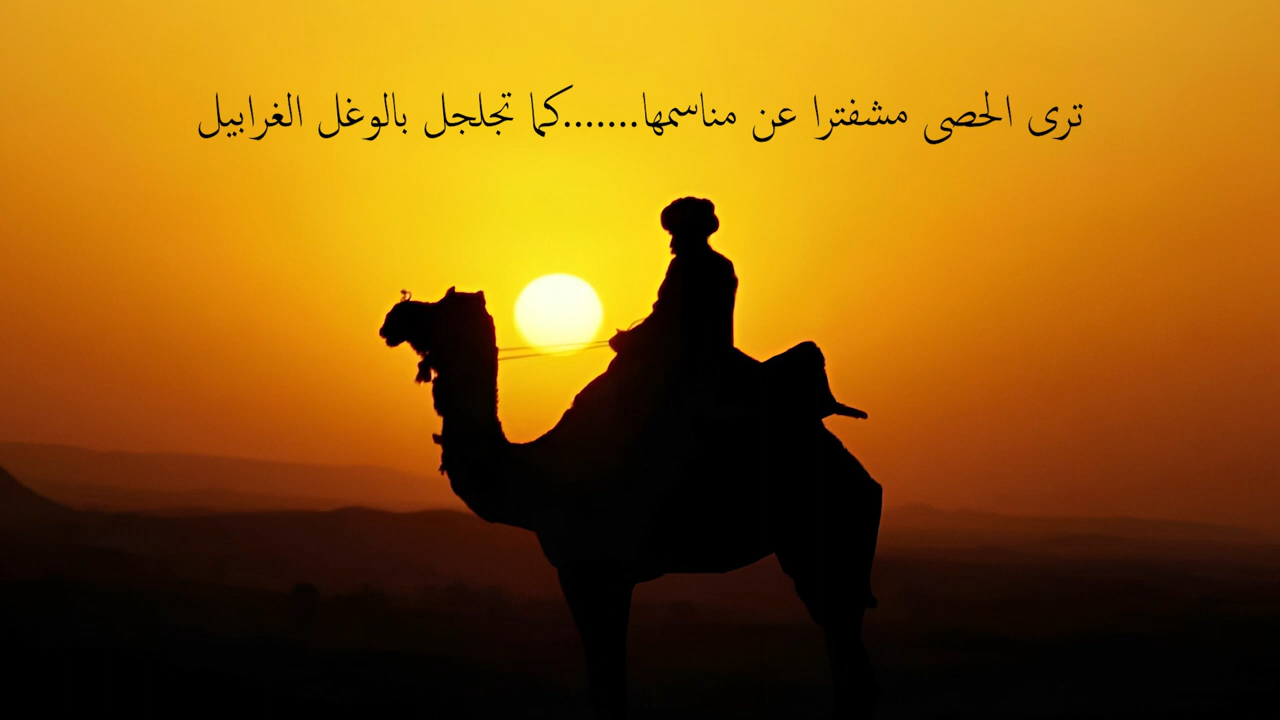 ترى الحصى مشفترا عن مناسمها.......كما تجلجل بالوغل الغرابيل